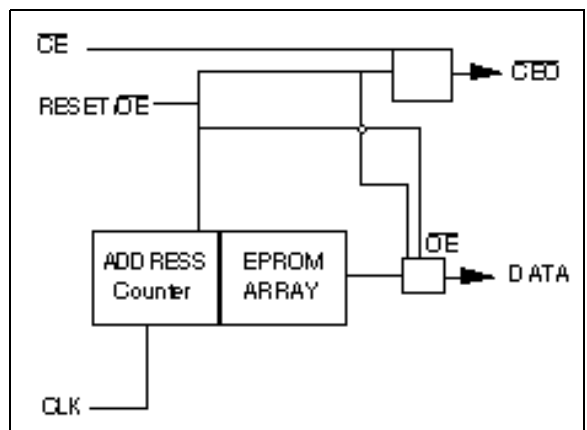 CE
CEO
RESET/OE
OE
ADDRESS
Counter
EPROM
ARRAY
DATA
CLK